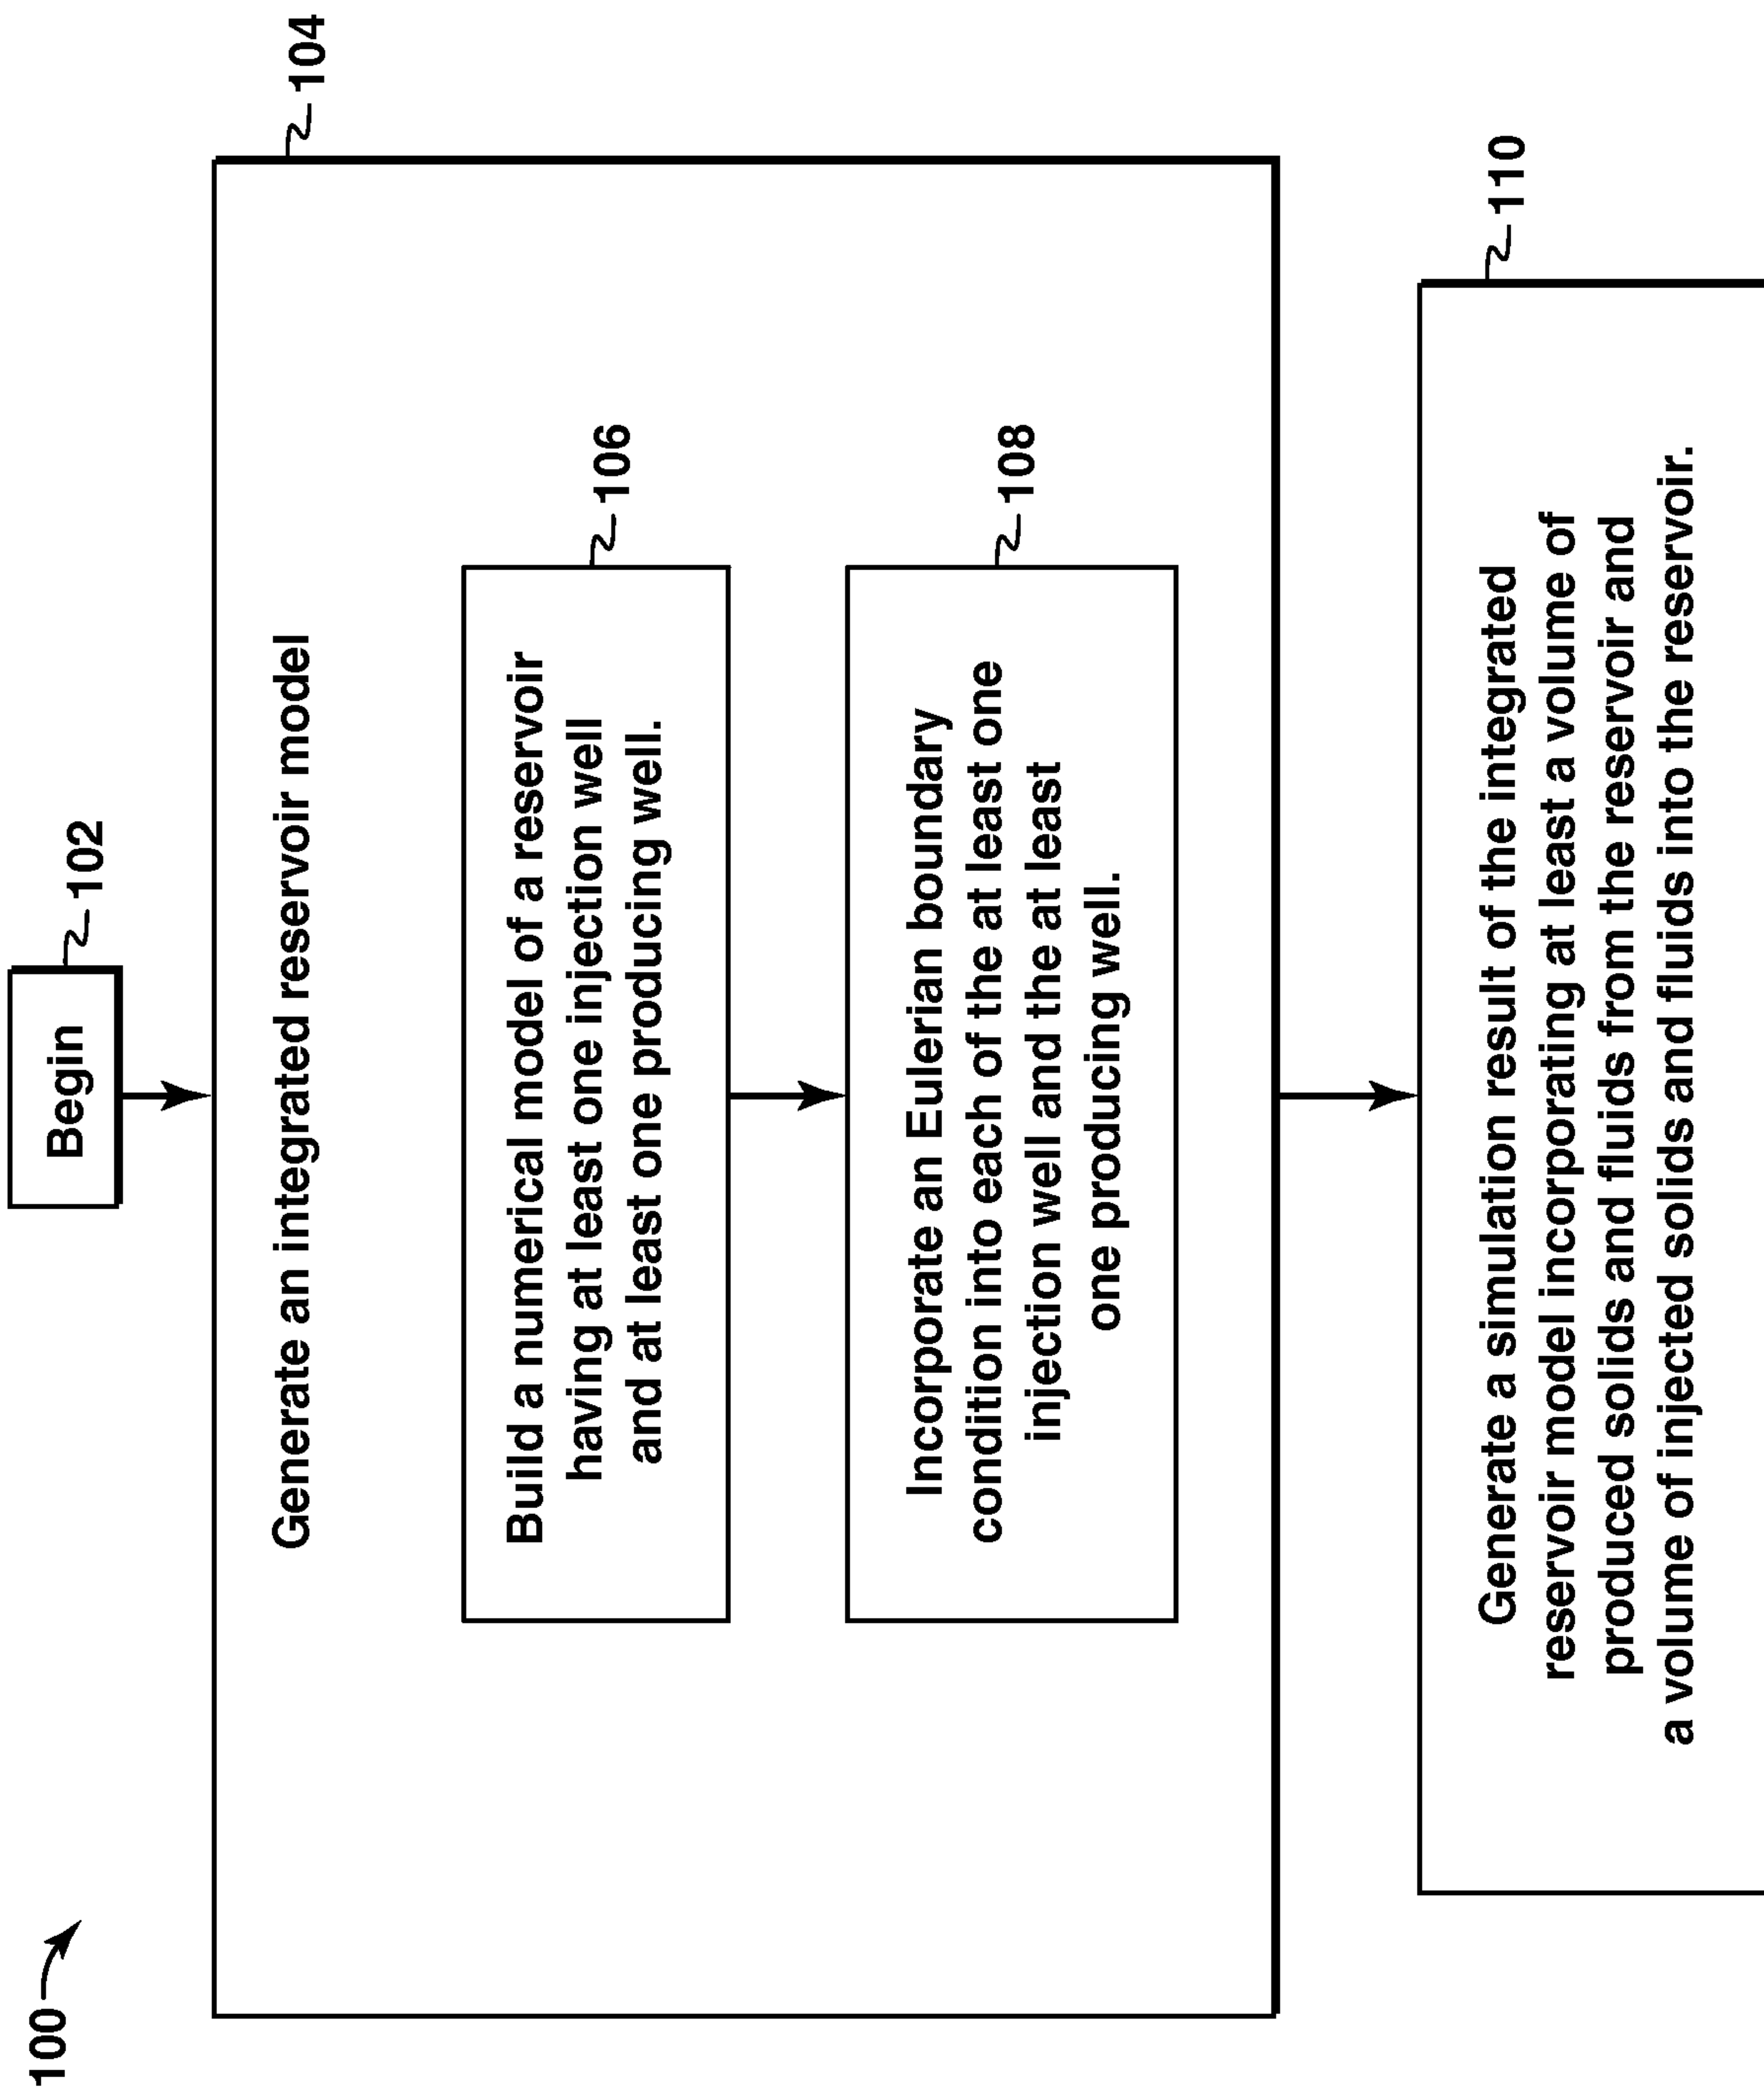 100
Begin
102
104
Generate an integrated reservoir model
106
Build a numerical model of a reservoir
having at least one injection well
and at least one producing well.
108
Incorporate an Eulerian boundary
condition into each of the at least one
injection well and the at least
one producing well.
110
Generate a simulation result of the integrated
reservoir model incorporating at least a volume of
produced solids and fluids from the reservoir and
a volume of injected solids and fluids into the reservoir.